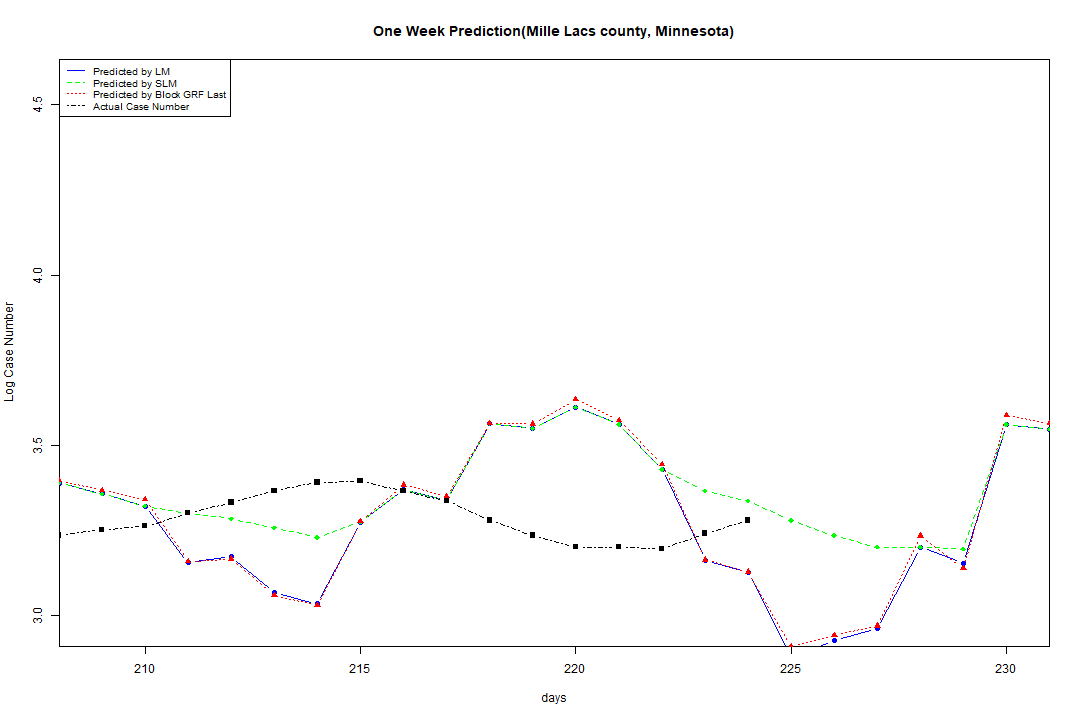 One Week Prediction(Mille Lacs county, Minnesota)
Predicted by LM
Predicted by SLM
Predicted by Block GRF Last
Actual Case Number
4.5
4.0
3.5
3.0
Log Case Number
210 215 220 225 230
days